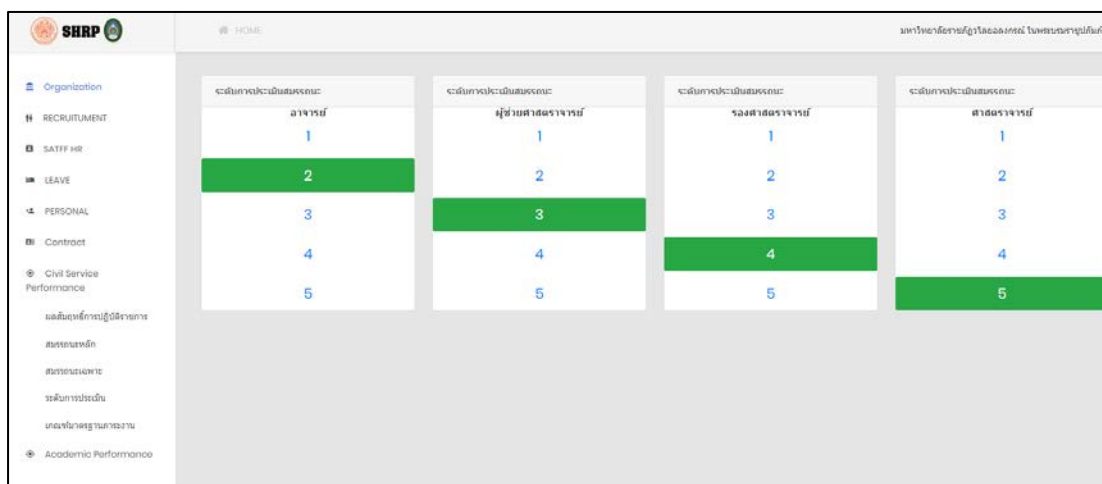 SHRP
HOME
มหาวิทยาลัยราชภัฏวไลยอลงกรณ์ ในพระบรมราชูปถัมภ์
Organization
RECRUITUMENT
SATFF HR
LEAVE
PERSONAL
Contract
Civil Service
Performance
ผลสัมฤทธิ์การปฏิบัติราชการ
สมรรถนะหลัก
สมรรถนะเฉพาะ
ระดับการประเมิน
เกณฑ์มาตรฐานภาระงาน
Academic Performance
ระดับการประเมินสมรรถนะ
อาจารย์
1
2
3
4
5
ระดับการประเมินสมรรถนะ
ผู้ช่วยศาสตราจารย์
1
2
3
4
5
ระดับการประเมินสมรรถนะ
รองศาสตราจารย์
1
2
3
4
5
ระดับการประเมินสมรรถนะ
ศาสตราจารย์
1
2
3
4
5